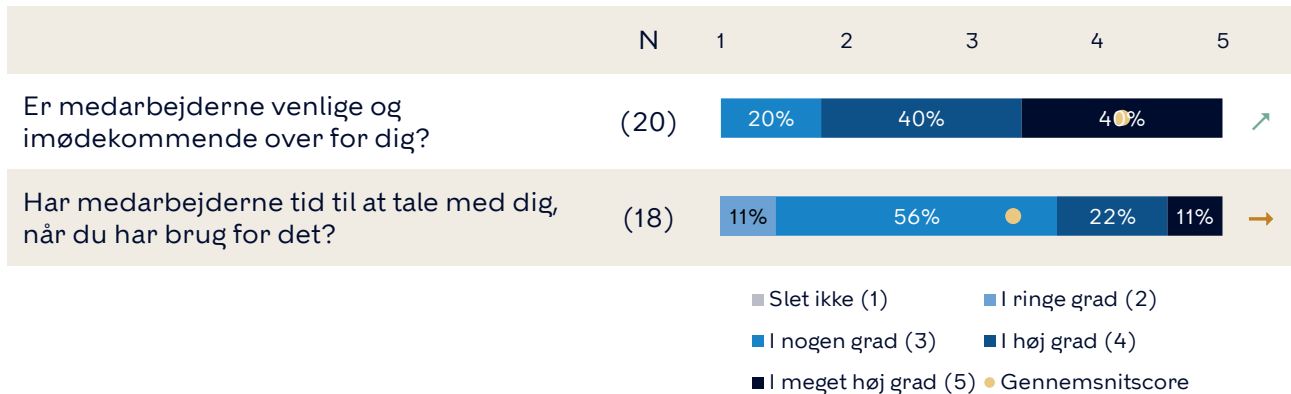 N 1 2 3 4 5
Er medarbejderne venlige og
imødekommende over for dig?
(20) 20% 40% 40%
Har medarbejderne tid til at tale med dig,
når du har brug for det?
(18) 11% 56% 22% 11%
Slet ikke (1) I ringe grad (2)
I nogen grad (3) I høj grad (4)
I meget høj grad (5) Gennemsnitscore